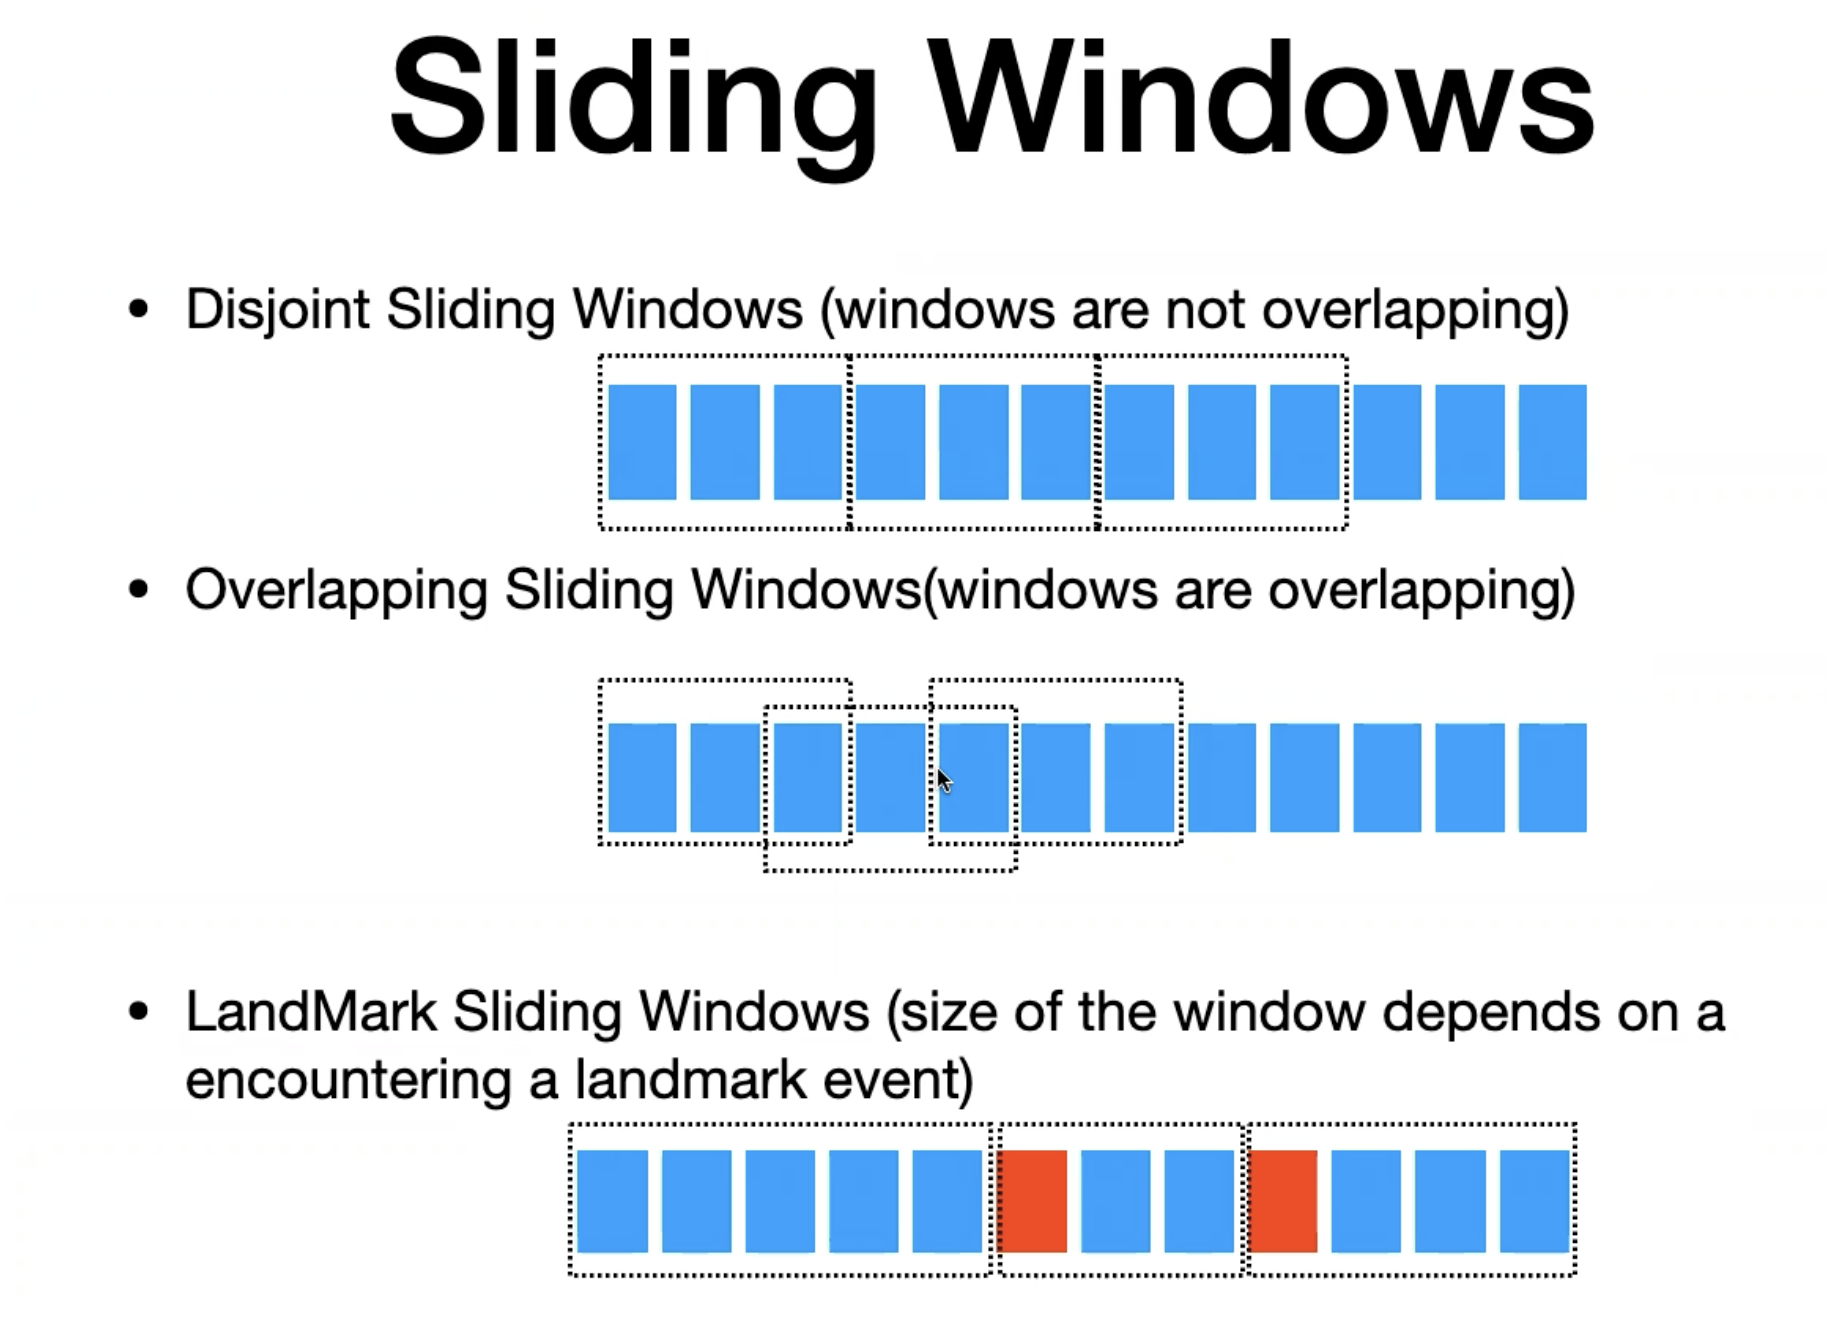 Sliding Windows
• Disjoint Sliding Windows (windows are not overlapping)
• Overlapping Sliding Windows(windows are overlapping)
• LandMark Sliding Windows (size of the window depends on a
encountering a landmark event)